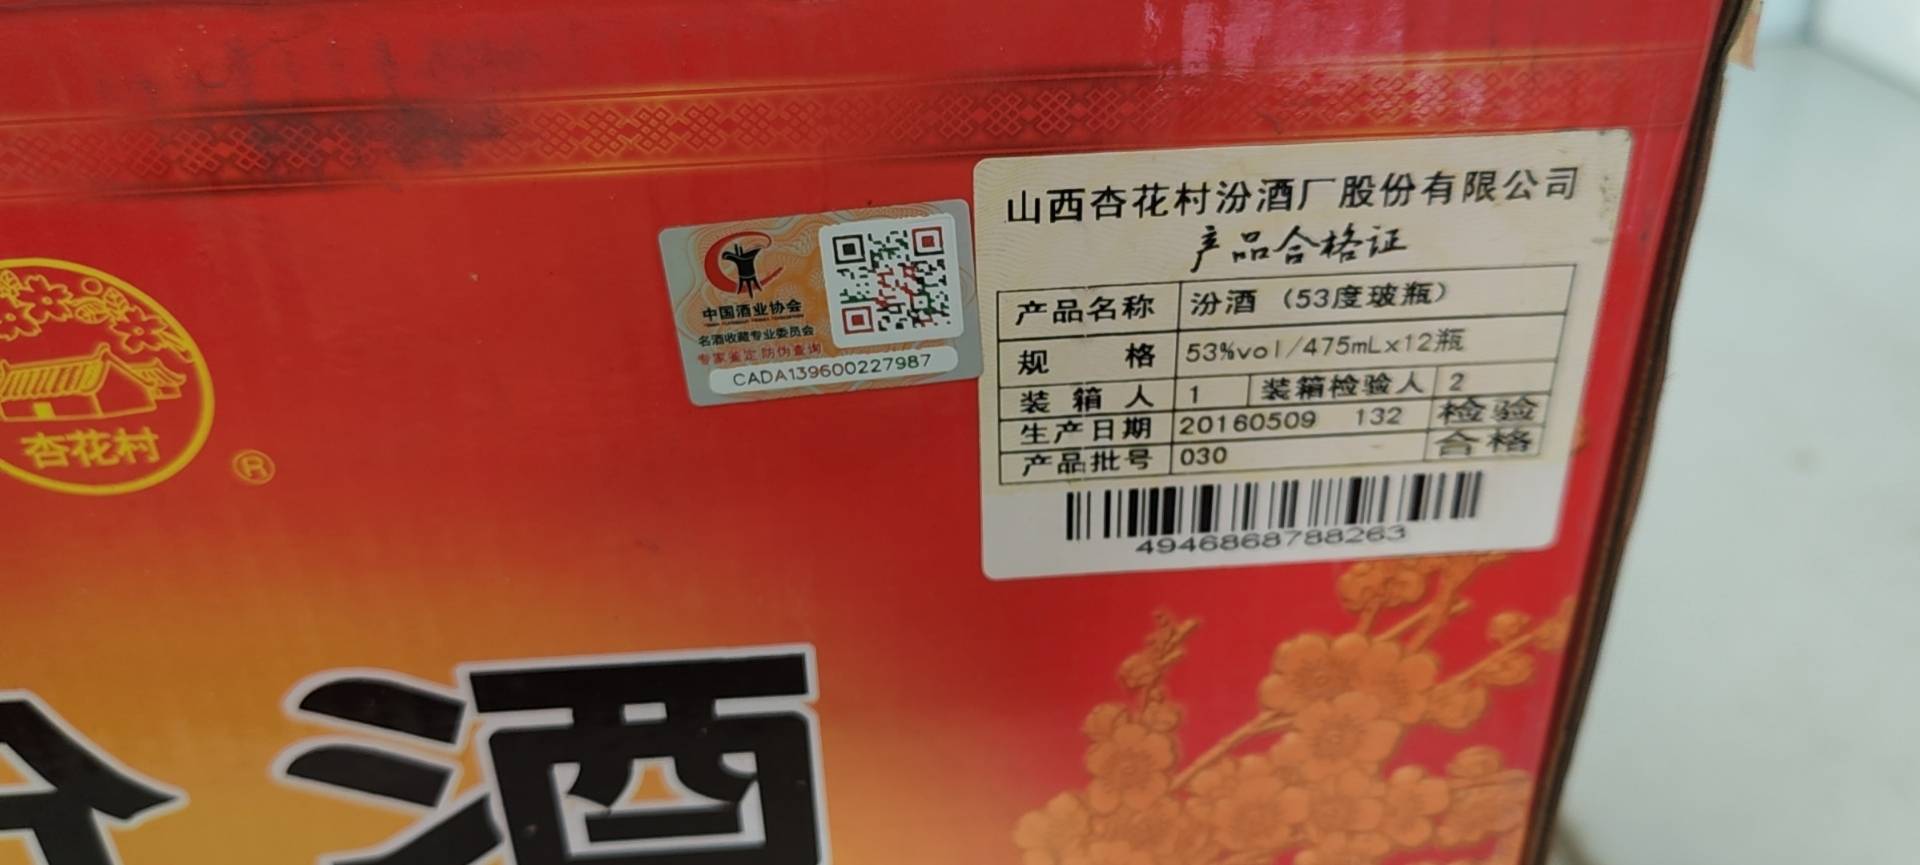 山西杏花村汾酒厂股份有限公司
产品合格证
产品名称 汾酒（53度玻瓶）
规 格 53%vol/475mL×12瓶
装 箱 人 1 装箱检验人 2
生产日期 20160509 132 检验
产品批号 030 合格
4946868788263
中国酒业协会
名酒收藏专业委员会
专家鉴定 防伪查询
CADA139600227987
杏花村
®
酒